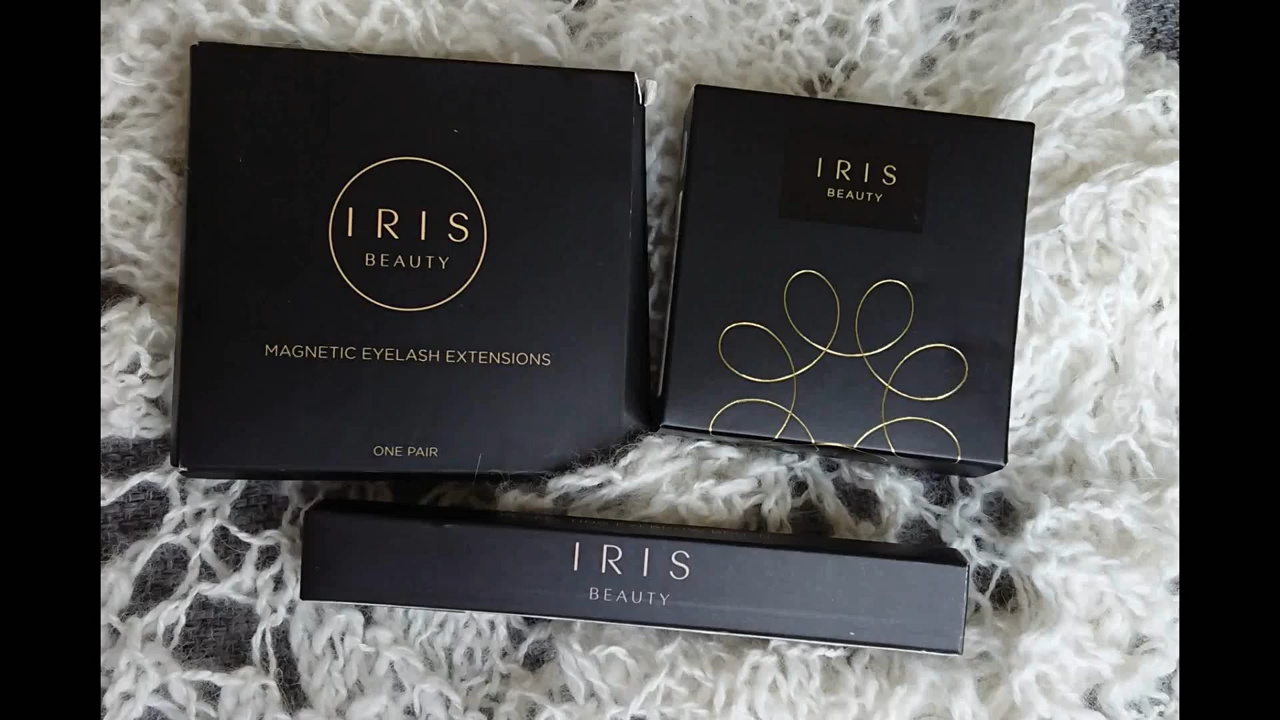 IRIS
BEAUTY
MAGNETIC EYELASH EXTENSIONS
ONE PAIR
IRIS
BEAUTY
IRIS
BEAUTY